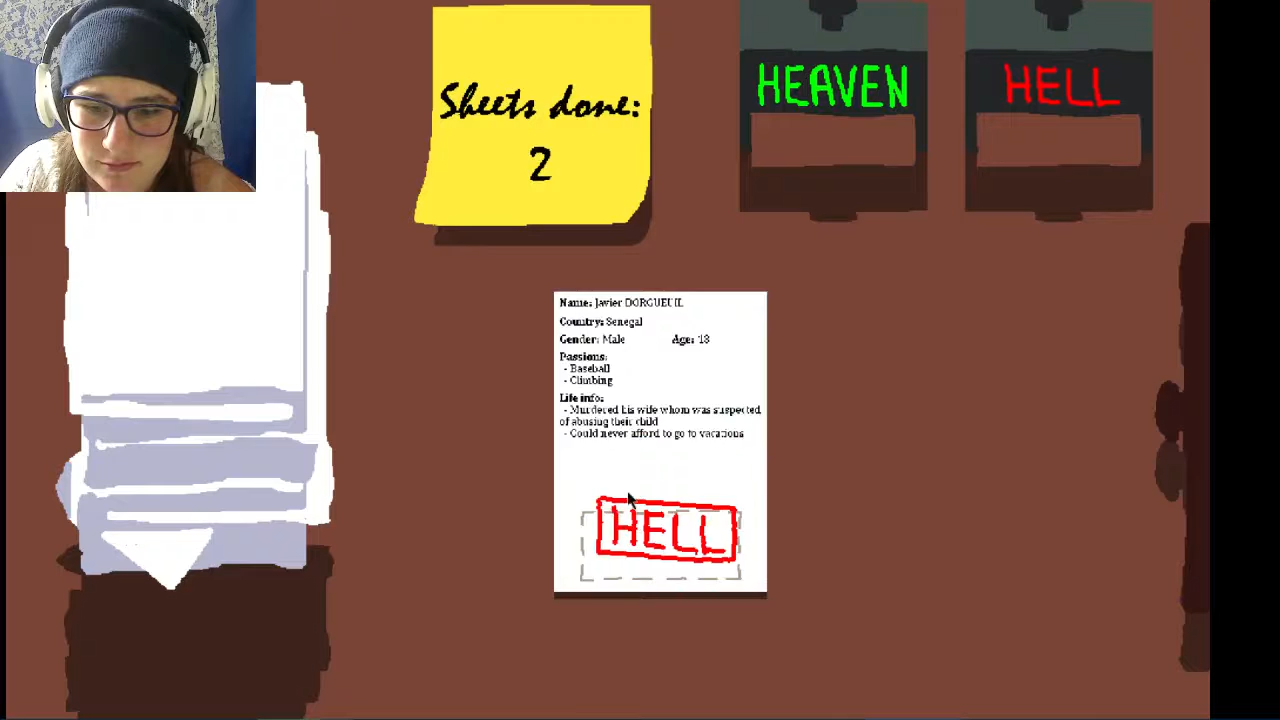 Sheets done:
2
HEAVEN
HELL
Name: Javier DORGUEUIL
Country: Senegal
Gender: Male Age: 18
Passions:
- Baseball
- Climbing
Life info:
- Murdered his wife whom was suspected
of abusing their child
- Could never afford to go to vacations
HELL